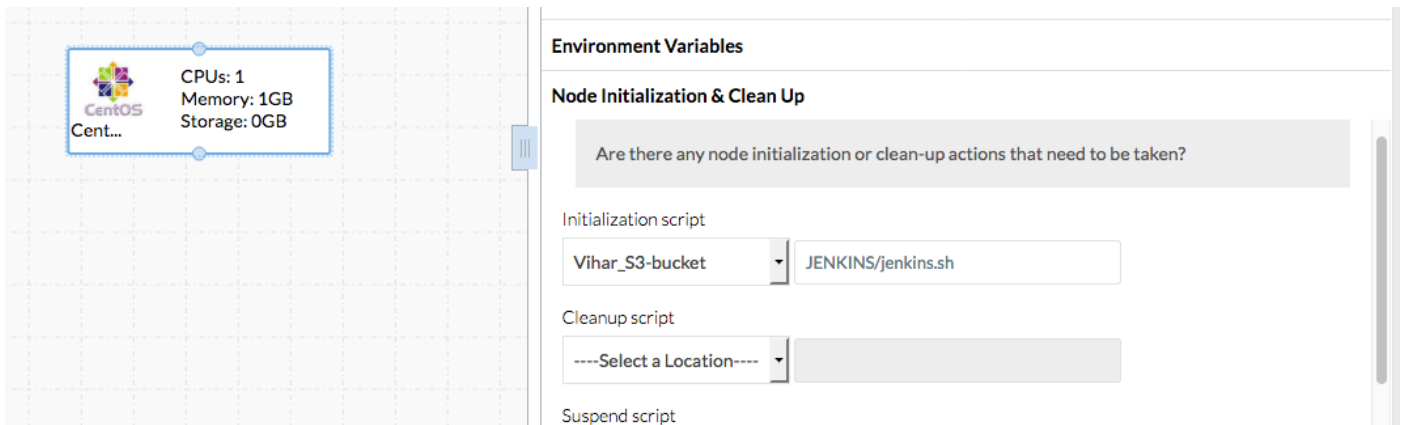 CPUs: 1
Memory: 1GB
Storage: 0GB
CentOS
Cent...
Environment Variables
Node Initialization & Clean Up
Are there any node initialization or clean-up actions that need to be taken?
Initialization script
Vihar_S3-bucket JENKINS/jenkins.sh
Cleanup script
----Select a Location----
Suspend script